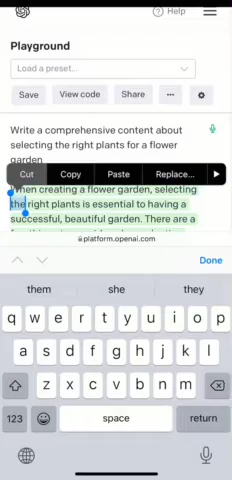 Help
Playground
Load a preset...
Save View code Share ...
Write a comprehensive content about
selecting the right plants for a flower
garden
Cut Copy Paste Replace...
When creating a flower garden, selecting
the right plants is essential to having a
successful, beautiful garden. There are a
platform.openai.com
Done
them she they
q w e r t y u i o p
a s d f g h j k l
z x c v b n m
123 space return